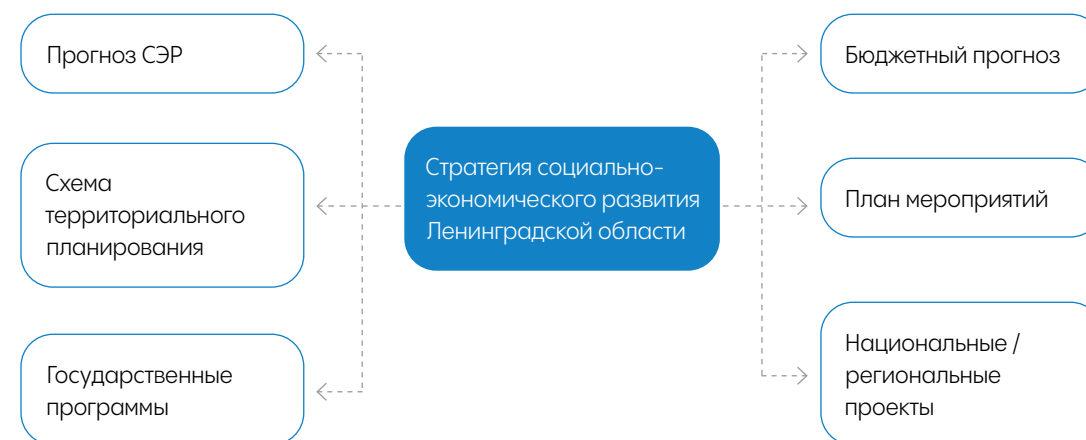 Прогноз СЭР
Схема
территориального
планирования
Государственные
программы
Стратегия социально-
экономического развития
Ленинградской области
Бюджетный прогноз
План мероприятий
Национальные /
региональные
проекты